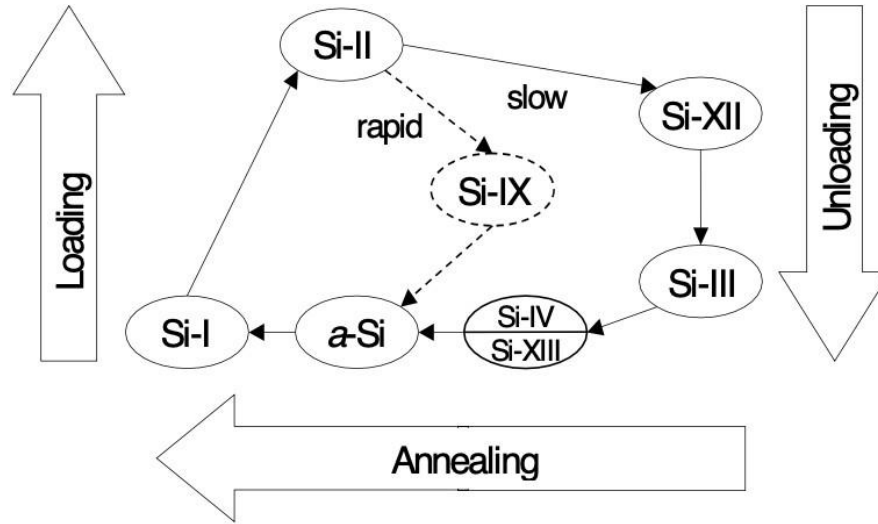 Si-II
slow
rapid
Si-XII
Si-IX
Loading
Unloading
Si-III
Si-I
a-Si
Si-IV
Si-XIII
Annealing